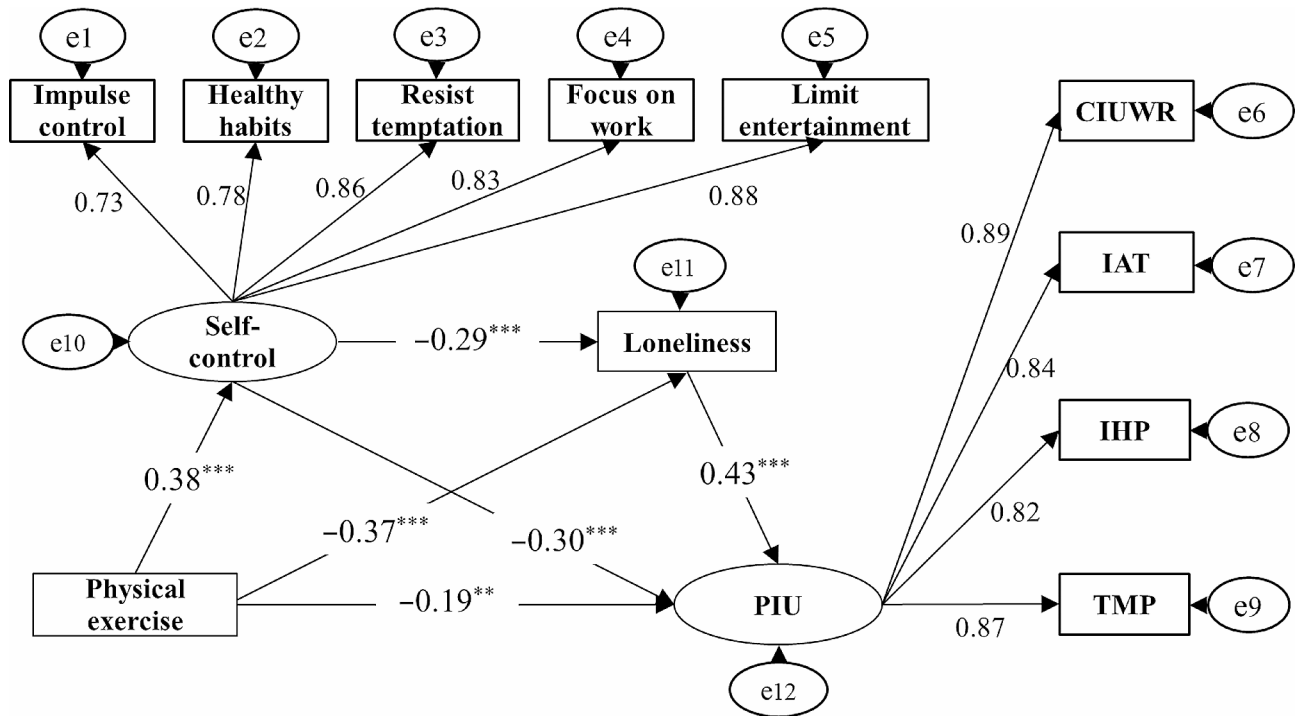 e1
e2
e3
e4
e5
Impulse
control
Healthy
habits
Resist
temptation
Focus on
work
Limit
entertainment
CIUWR
e6
0.73
0.78
0.86
0.83
0.88
0.89
e11
IAT
e7
e10
Self-
control
−0.29***
Loneliness
0.84
0.38***
−0.37***
−0.30***
0.43***
IHP
e8
0.82
Physical
exercise
−0.19**
PIU
0.87
TMP
e9
e12